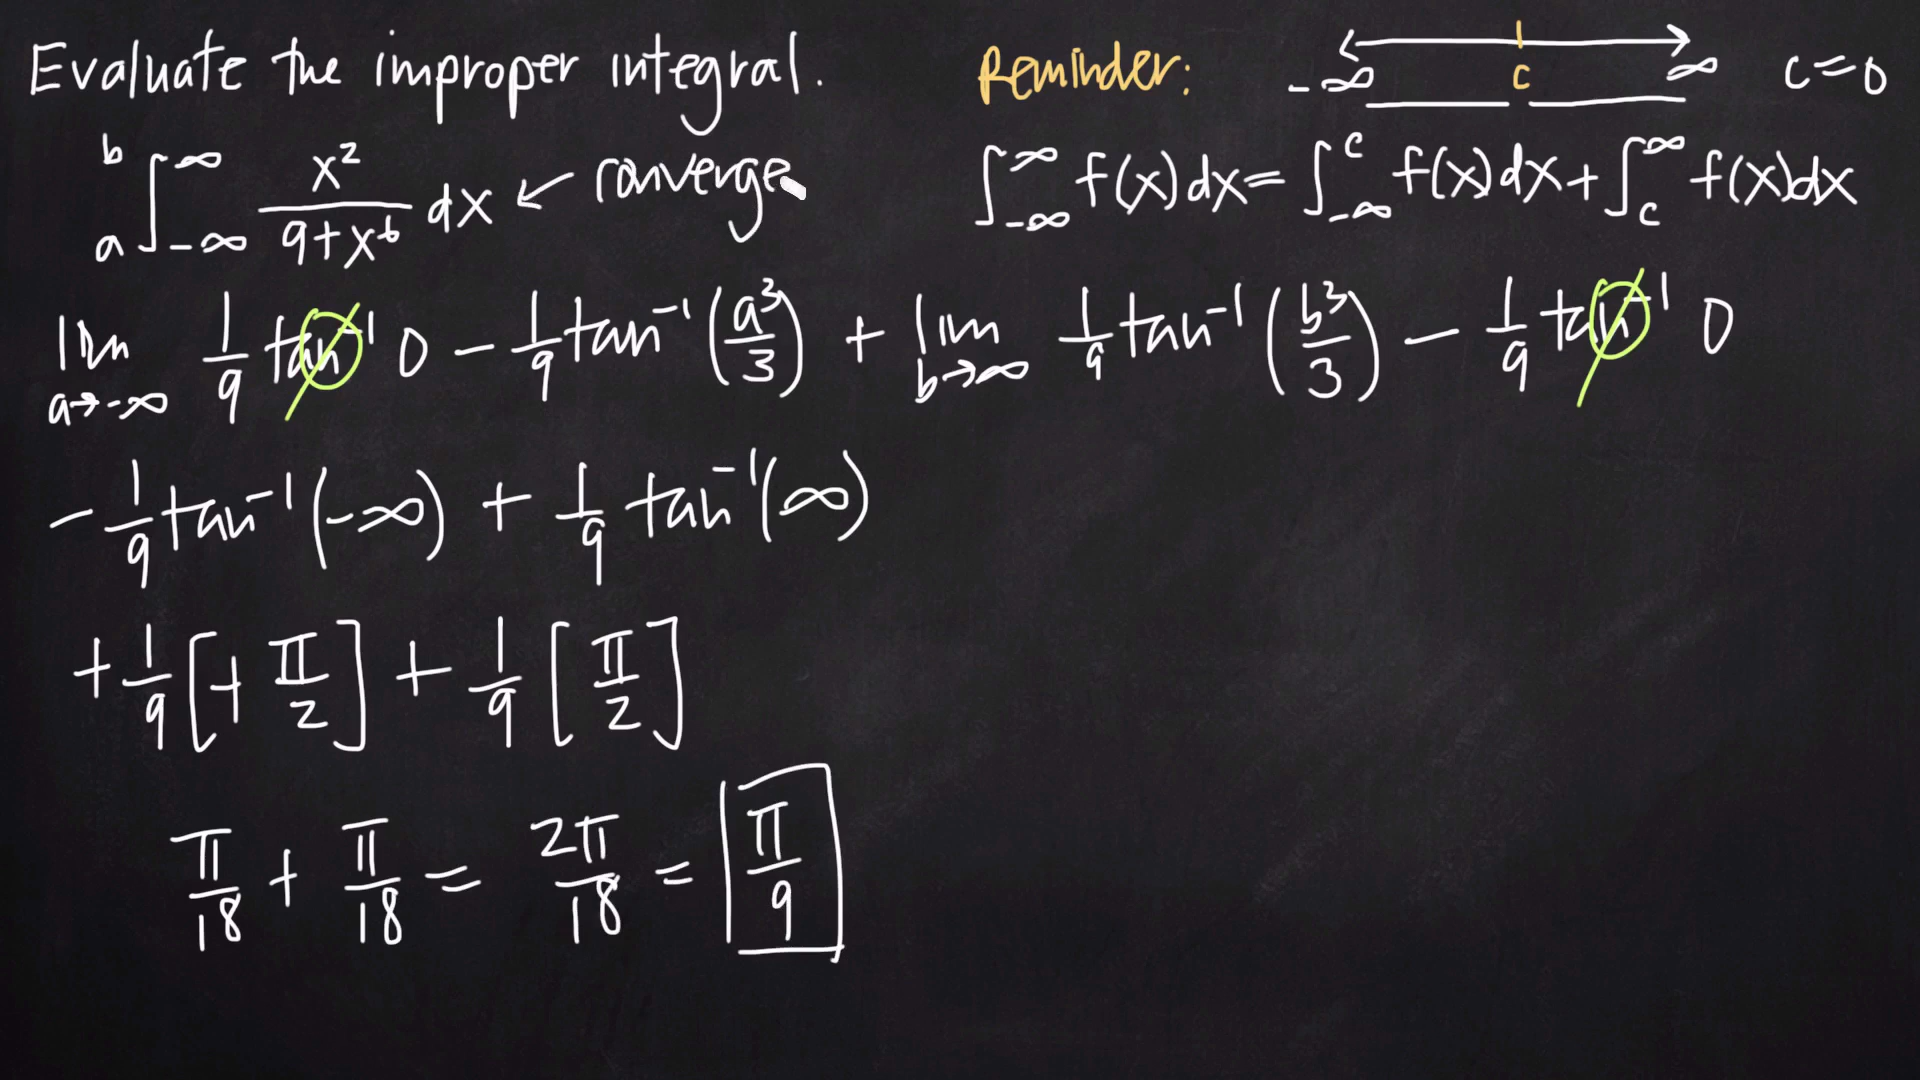 Evaluate the improper integral.
Reminder:
-∞ c ∞ c=0
b
a ∫_{-∞}^{∞} x²/(9+x⁶) dx ← converge
∫_{-∞}^{∞} f(x)dx = ∫_{-∞}^{c} f(x)dx + ∫_{c}^{∞} f(x)dx
lim_{a→-∞} 1/9 tan⁻¹ 0 - 1/9 tan⁻¹(a³/3) + lim_{b→∞} 1/9 tan⁻¹(b³/3) - 1/9 tan⁻¹ 0
-1/9 tan⁻¹(-∞) + 1/9 tan⁻¹(∞)
+1/9 [+π/2] + 1/9 [π/2]
π/18 + π/18 = 2π/18 = π/9